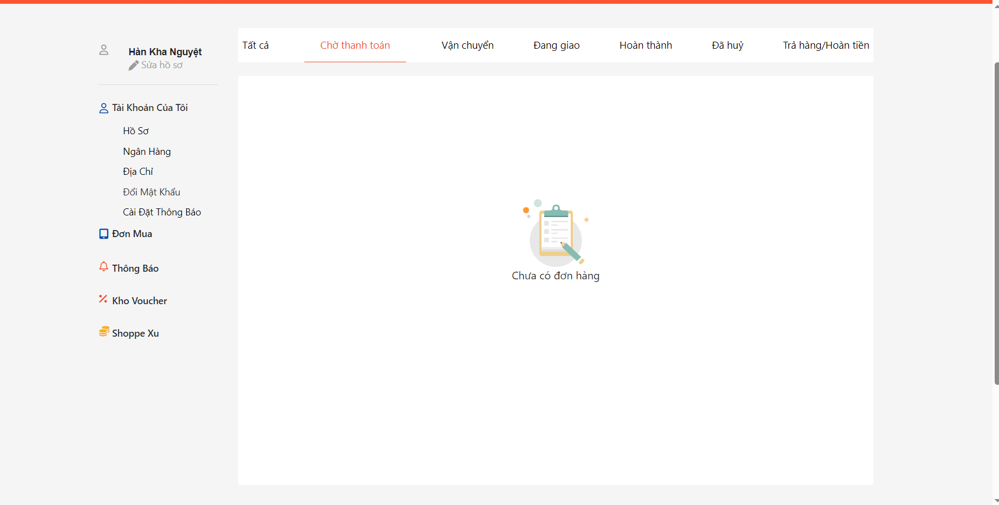 Hàn Kha Nguyệt
Sửa hồ sơ
Tài Khoản Của Tôi
Hồ Sơ
Ngân Hàng
Địa Chỉ
Đổi Mật Khẩu
Cài Đặt Thông Báo
Đơn Mua
Thông Báo
Kho Voucher
Shoppe Xu
Tất cả Chờ thanh toán Vận chuyển Đang giao Hoàn thành Đã huỷ Trả hàng/Hoàn tiền
Chưa có đơn hàng